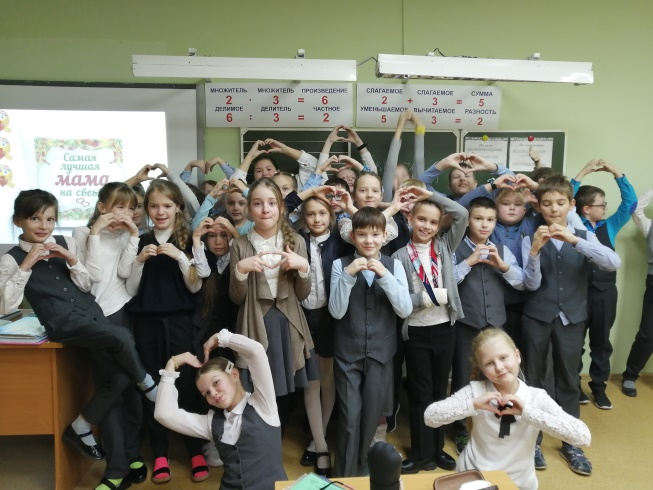 МНОЖИТЕЛЬ МНОЖИТЕЛЬ ПРОИЗВЕДЕНИЕ
2 · 3 = 6
ДЕЛИМОЕ ДЕЛИТЕЛЬ ЧАСТНОЕ
6 : 3 = 2
СЛАГАЕМОЕ СЛАГАЕМОЕ СУММА
2 + 3 = 5
УМЕНЬШАЕМОЕ ВЫЧИТАЕМОЕ РАЗНОСТЬ
5 3 = 2
Самая
лучшая
мама
на свете